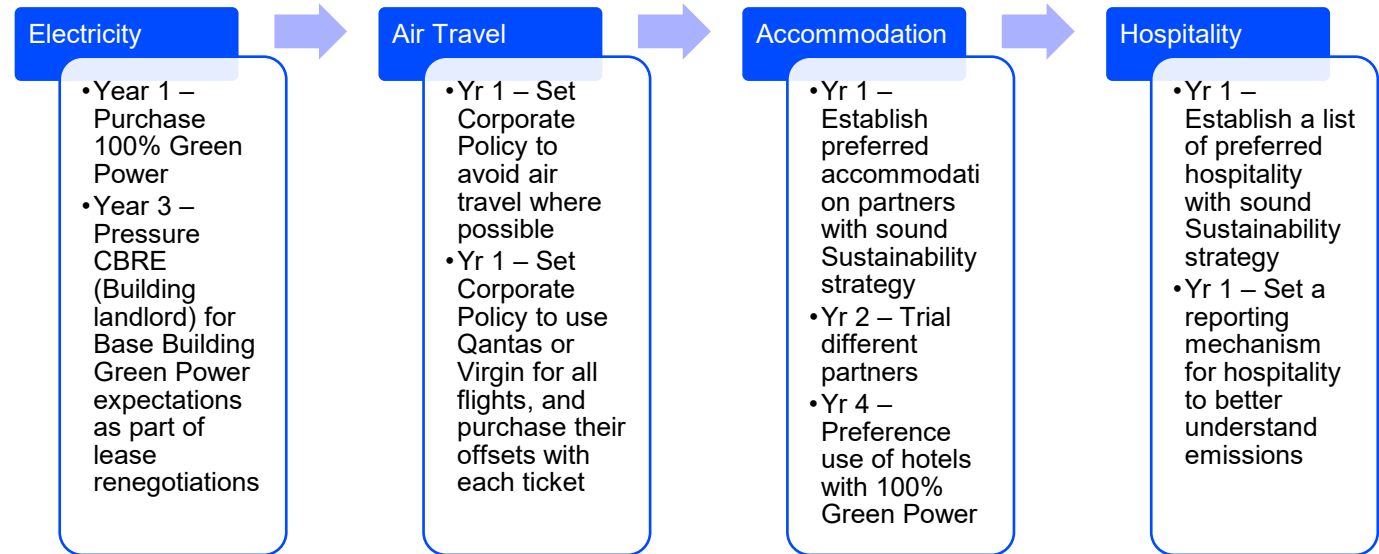 Electricity
•Year 1 –
Purchase
100% Green
Power
•Year 3 –
Pressure
CBRE
(Building
landlord) for
Base Building
Green Power
expectations
as part of
lease
renegotiations
Air Travel
•Yr 1 – Set
Corporate
Policy to
avoid air
travel where
possible
•Yr 1 – Set
Corporate
Policy to use
Qantas or
Virgin for all
flights, and
purchase their
offsets with
each ticket
Accommodation
•Yr 1 –
Establish
preferred
accommodati
on partners
with sound
Sustainability
strategy
•Yr 2 – Trial
different
partners
•Yr 4 –
Preference
use of hotels
with 100%
Green Power
Hospitality
•Yr 1 –
Establish a list
of preferred
hospitality
with sound
Sustainability
strategy
•Yr 1 – Set a
reporting
mechanism
for hospitality
to better
understand
emissions